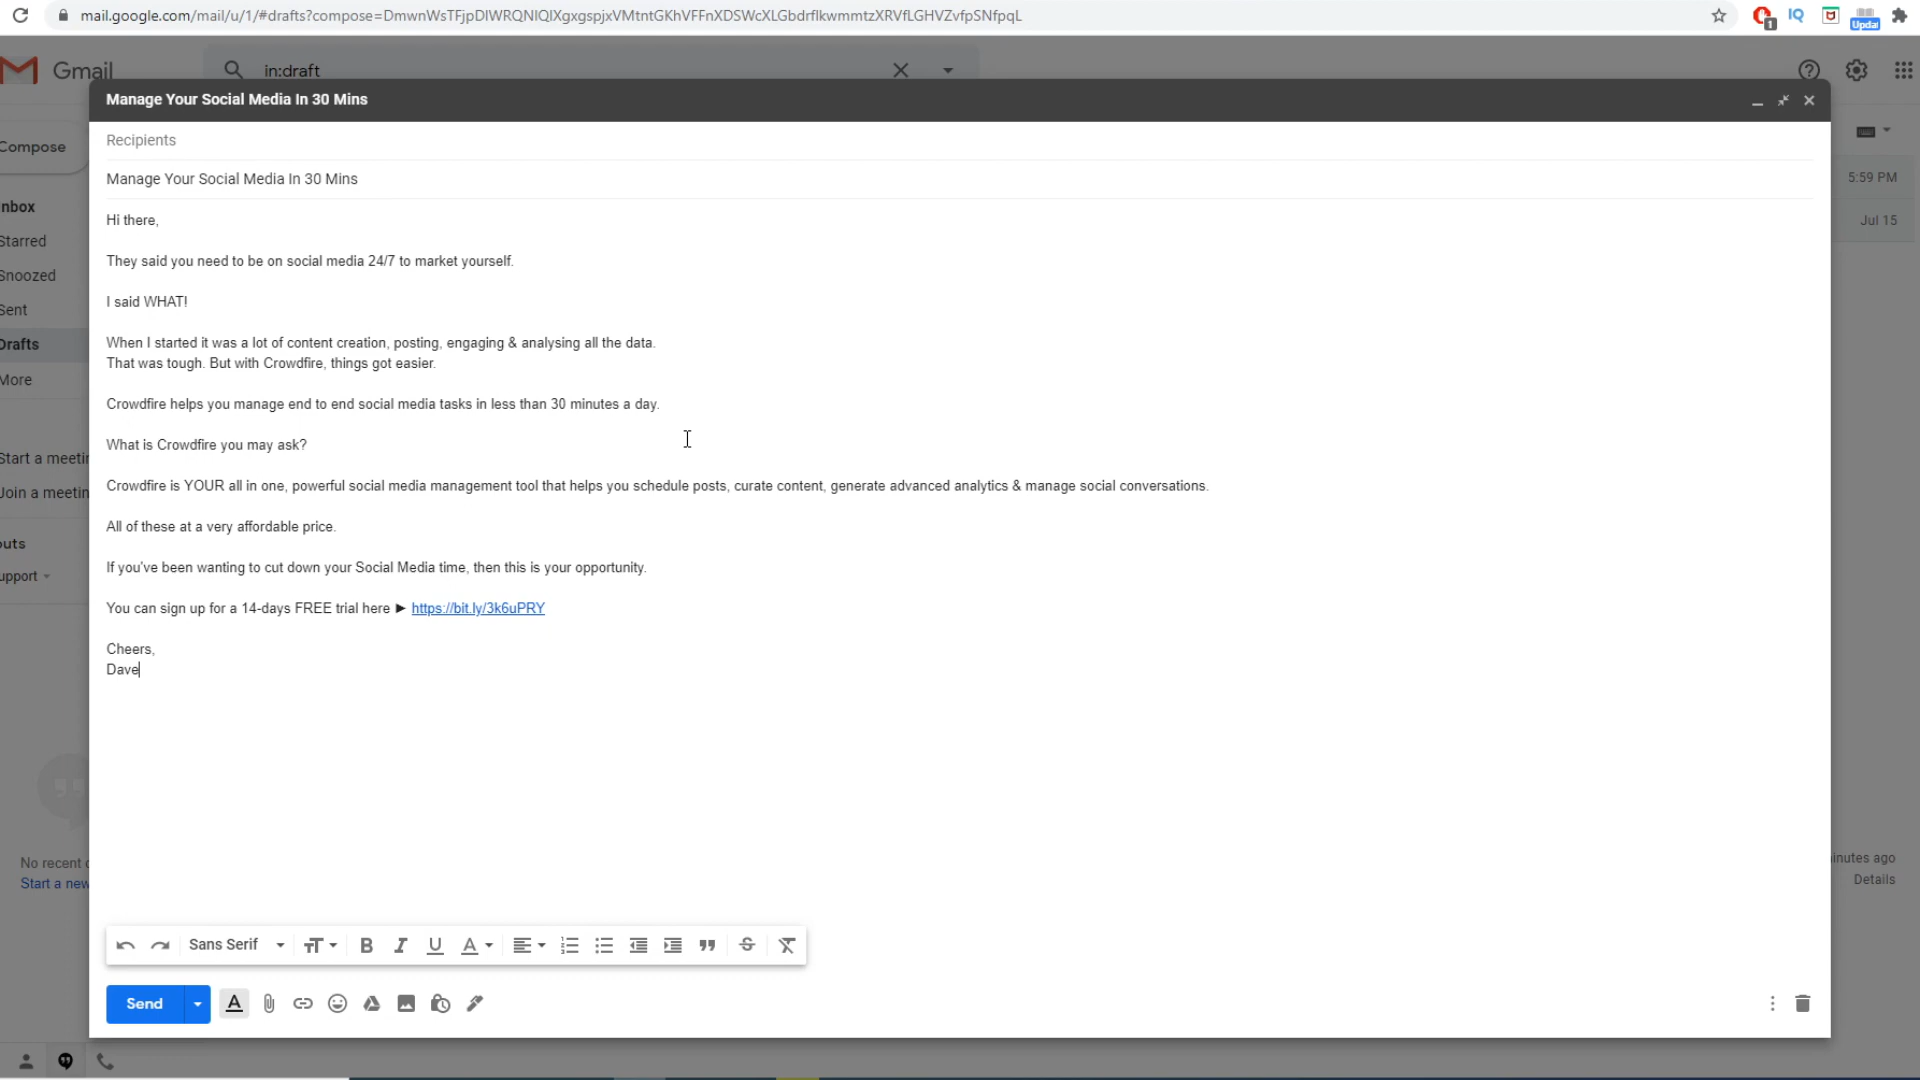 mail.google.com/mail/u/1/#drafts?compose=DmwnWsTFjpDlWRQNlQlXgxgspjxVMtntGKhVFFnXDSWcXLGbdrflkwmmtzXRVfLGHVZvfpSNfpqL
1
IQ
Updat
Gmail
in:draft
Manage Your Social Media In 30 Mins
Recipients
Compose
5:59 PM
Manage Your Social Media In 30 Mins
nbox
Hi there,
Jul 15
Starred
They said you need to be on social media 24/7 to market yourself.
Snoozed
I said WHAT!
Sent
Drafts
When I started it was a lot of content creation, posting, engaging & analysing all the data.
That was tough. But with Crowdfire, things got easier.
More
Crowdfire helps you manage end to end social media tasks in less than 30 minutes a day.
What is Crowdfire you may ask?
Start a meetin
Crowdfire is YOUR all in one, powerful social media management tool that helps you schedule posts, curate content, generate advanced analytics & manage social conversations.
Join a meetin
All of these at a very affordable price.
outs
If you've been wanting to cut down your Social Media time, then this is your opportunity.
upport
You can sign up for a 14-days FREE trial here ► https://bit.ly/3k6uPRY
Cheers,
Dave
No recent c
inutes ago
Start a new
Details
Sans Serif
Send